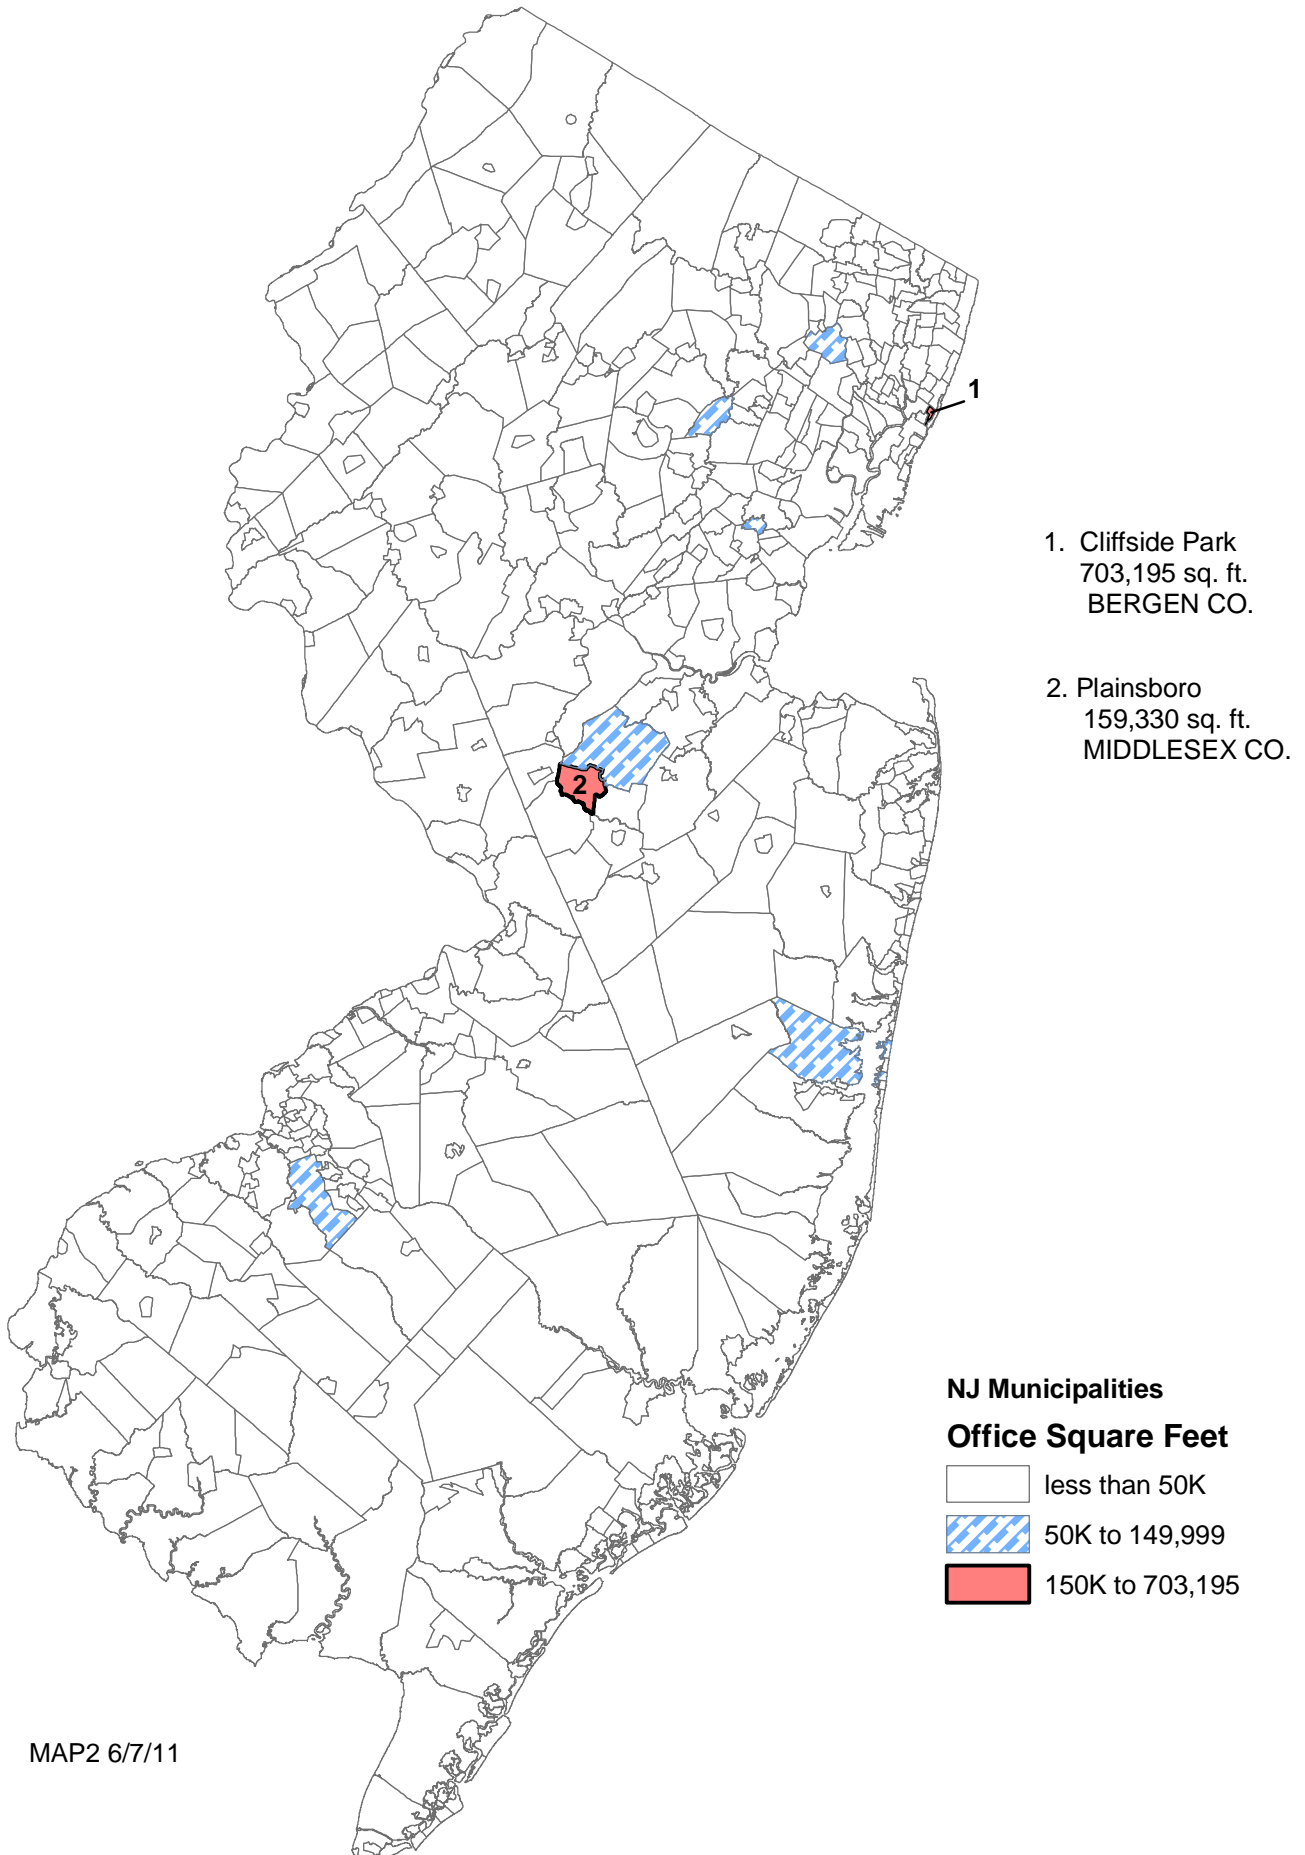 1
1. Cliffside Park
703,195 sq. ft.
BERGEN CO.
2. Plainsboro
159,330 sq. ft.
MIDDLESEX CO.
2
NJ Municipalities
Office Square Feet
less than 50K
50K to 149,999
150K to 703,195
MAP2 6/7/11